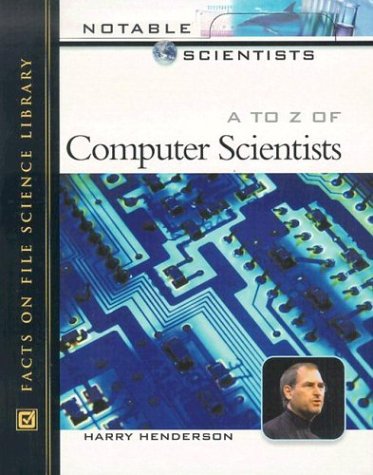 NOTABLE
SCIENTISTS
A TO Z OF
Computer Scientists
FACTS ON FILE SCIENCE LIBRARY
HARRY HENDERSON